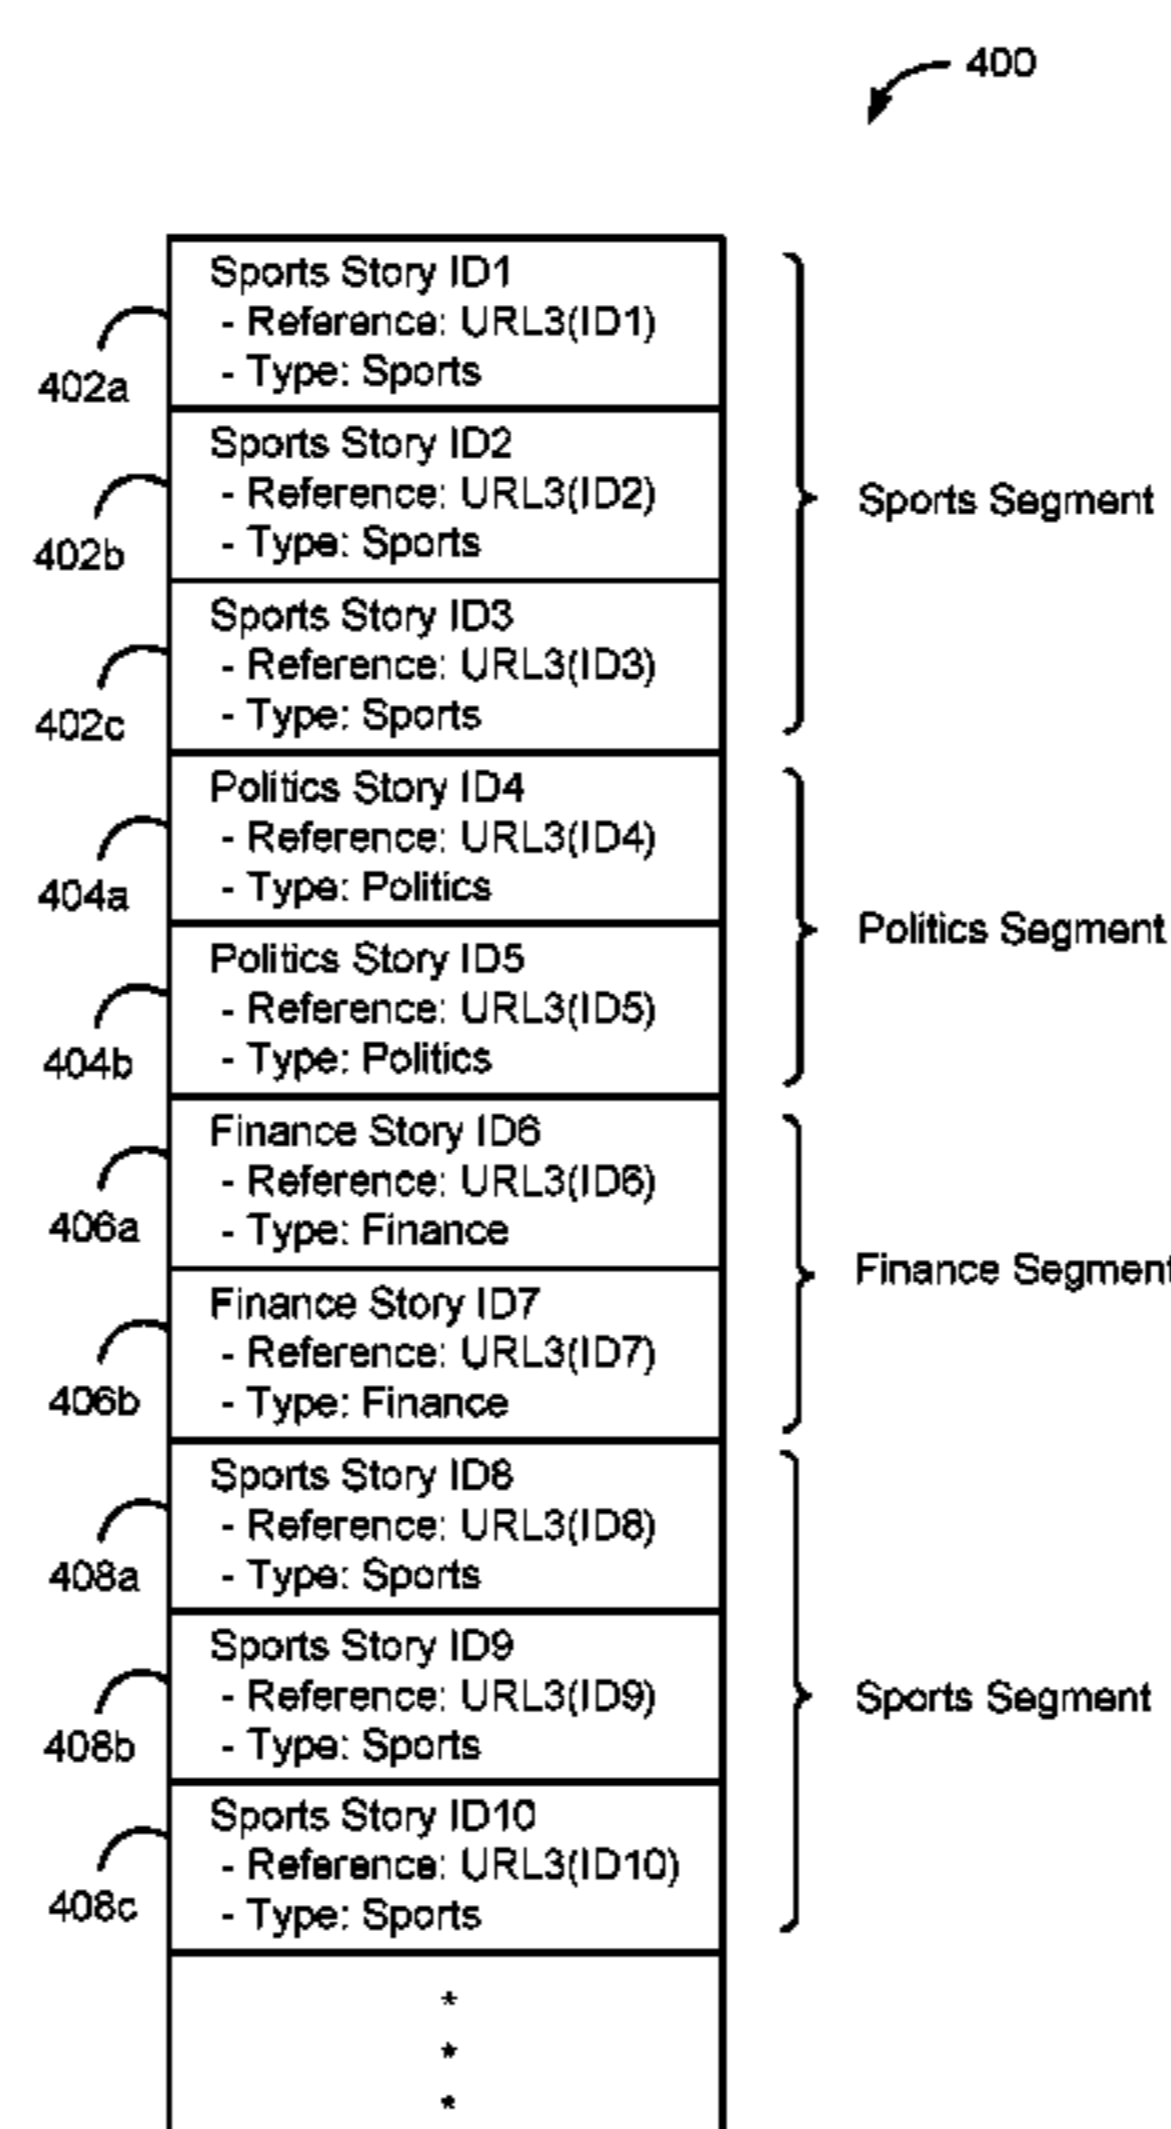 400
Sports Story ID1
- Reference: URL3(ID1)
- Type: Sports
402a
Sports Story ID2
- Reference: URL3(ID2)
- Type: Sports
402b
Sports Segment
Sports Story ID3
- Reference: URL3(ID3)
- Type: Sports
402c
Politics Story ID4
- Reference: URL3(ID4)
- Type: Politics
404a
Politics Segment
Politics Story ID5
- Reference: URL3(ID5)
- Type: Politics
404b
Finance Story ID6
- Reference: URL3(ID6)
- Type: Finance
406a
Finance Segment
Finance Story ID7
- Reference: URL3(ID7)
- Type: Finance
406b
Sports Story ID8
- Reference: URL3(ID8)
- Type: Sports
408a
Sports Story ID9
- Reference: URL3(ID9)
- Type: Sports
408b
Sports Segment
Sports Story ID10
- Reference: URL3(ID10)
- Type: Sports
408c
*
*
*